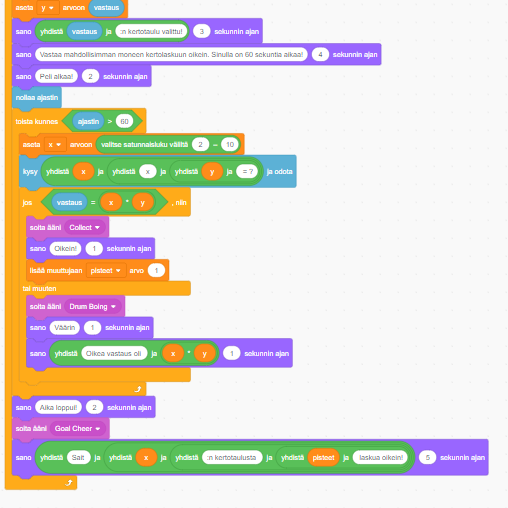 aseta y arvoon vastaus
sano yhdistä vastaus ja :n kertotaulu valittu! 3 sekunnin ajan
sano Vastaa mahdollisimman moneen kertolaskuun oikein. Sinulla on 60 sekuntia aikaa! 4 sekunnin ajan
sano Peli alkaa! 2 sekunnin ajan
nollaa ajastin
toista kunnes ajastin > 60
aseta x arvoon valitse satunnaisluku väliltä 2 – 10
kysy yhdistä x ja yhdistä x ja yhdistä y ja = ? ja odota
jos vastaus = x * y , niin
soita ääni Collect
sano Oikein! 1 sekunnin ajan
lisää muuttujaan pisteet arvo 1
tai muuten
soita ääni Drum Boing
sano Väärin 1 sekunnin ajan
sano yhdistä Oikea vastaus oli ja x * y 1 sekunnin ajan
sano Aika loppui! 2 sekunnin ajan
soita ääni Goal Cheer
sano yhdistä Sait ja yhdistä x ja yhdistä :n kertotaulusta yhdistä pisteet ja laskua oikein! 5 sekunnin ajan